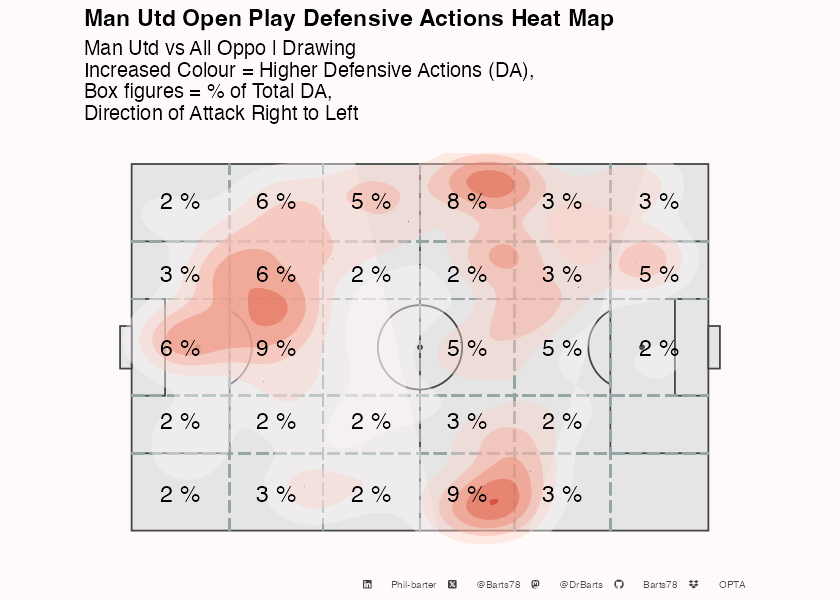 Man Utd Open Play Defensive Actions Heat Map
Man Utd vs All Oppo | Drawing
Increased Colour = Higher Defensive Actions (DA),
Box figures = % of Total DA,
Direction of Attack Right to Left
2 % 6 % 5 % 8 % 3 % 3 %
3 % 6 % 2 % 2 % 3 % 5 %
6 % 9 % 5 % 5 % 2 %
2 % 2 % 2 % 3 % 2 %
2 % 3 % 2 % 9 % 3 %
Phil-barter @Barts78 @DrBarts Barts78 OPTA